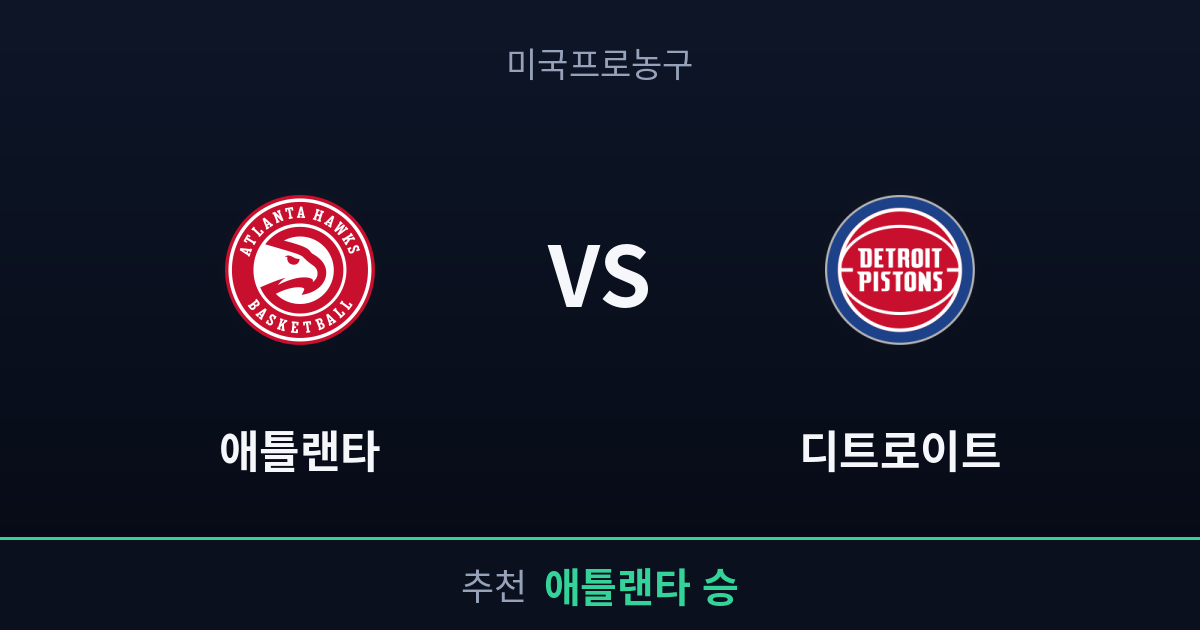 미국프로농구
ATLANTA HAWKS
BASKETBALL
VS
DETROIT
PISTONS
애틀랜타
디트로이트
추천 애틀랜타 승